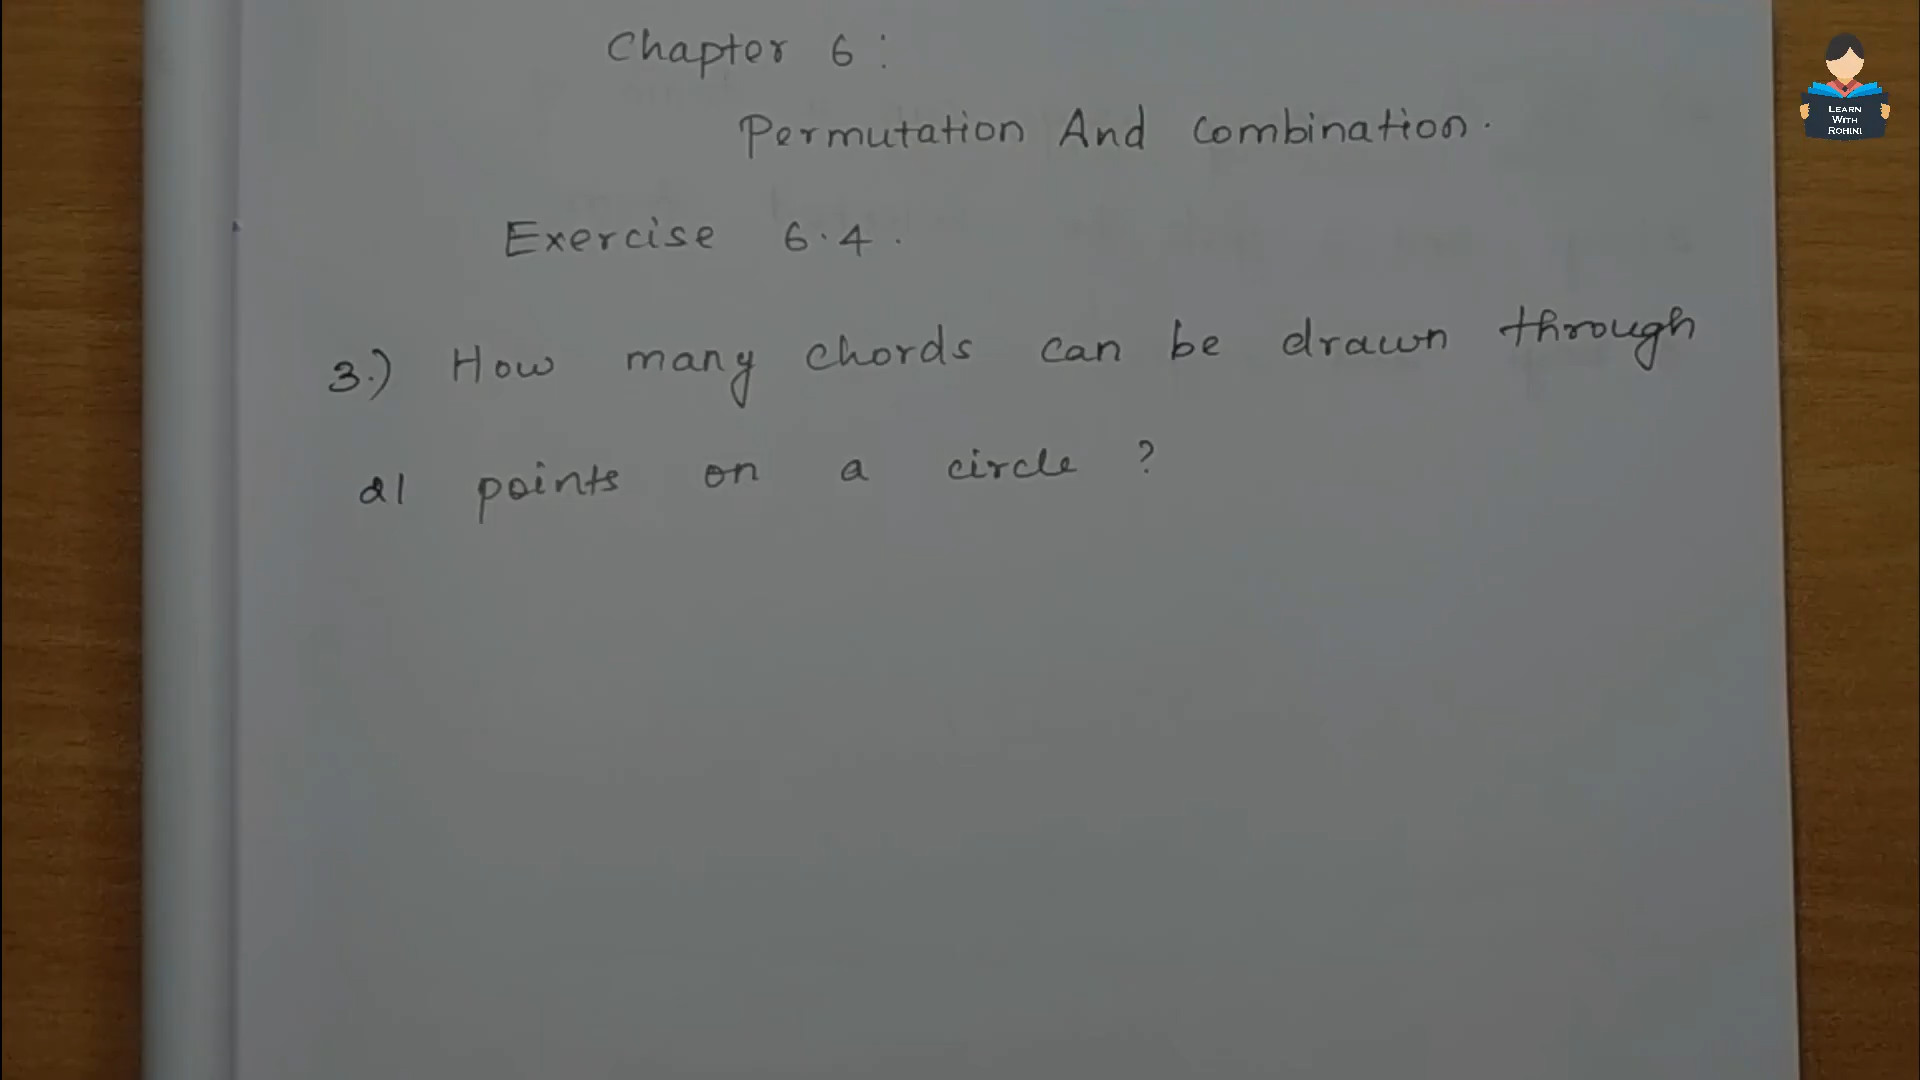 Chapter 6 :
Permutation And Combination.
Exercise 6.4.
3.) How many chords can be drawn through
21 points on a circle ?
LEARN
WITH
ROHINI